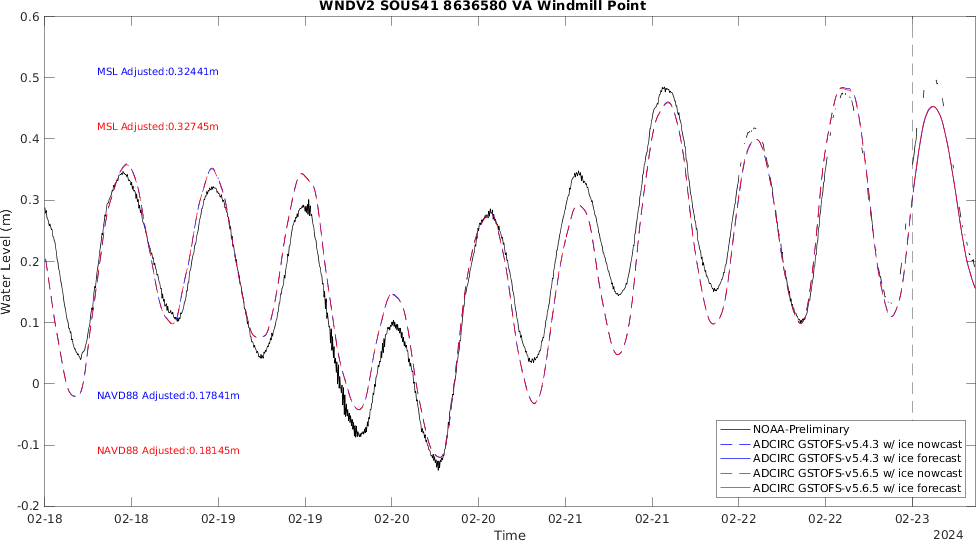 WNDV2 SOUS41 8636580 VA Windmill Point
0.6
0.5
0.4
0.3
0.2
0.1
0
-0.1
-0.2
Water Level (m)
MSL Adjusted:0.32441m
MSL Adjusted:0.32745m
NAVD88 Adjusted:0.17841m
NAVD88 Adjusted:0.18145m
NOAA-Preliminary
ADCIRC GSTOFS-v5.4.3 w/ ice nowcast
ADCIRC GSTOFS-v5.4.3 w/ ice forecast
ADCIRC GSTOFS-v5.6.5 w/ ice nowcast
ADCIRC GSTOFS-v5.6.5 w/ ice forecast
02-18 02-18 02-19 02-19 02-20 02-20 02-21 02-21 02-22 02-22 02-23
Time
2024